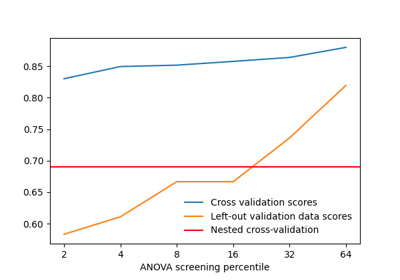 0.85
0.80
0.75
0.70
0.65
0.60
Cross validation scores
Left-out validation data scores
Nested cross-validation
2 4 8 16 32 64
ANOVA screening percentile